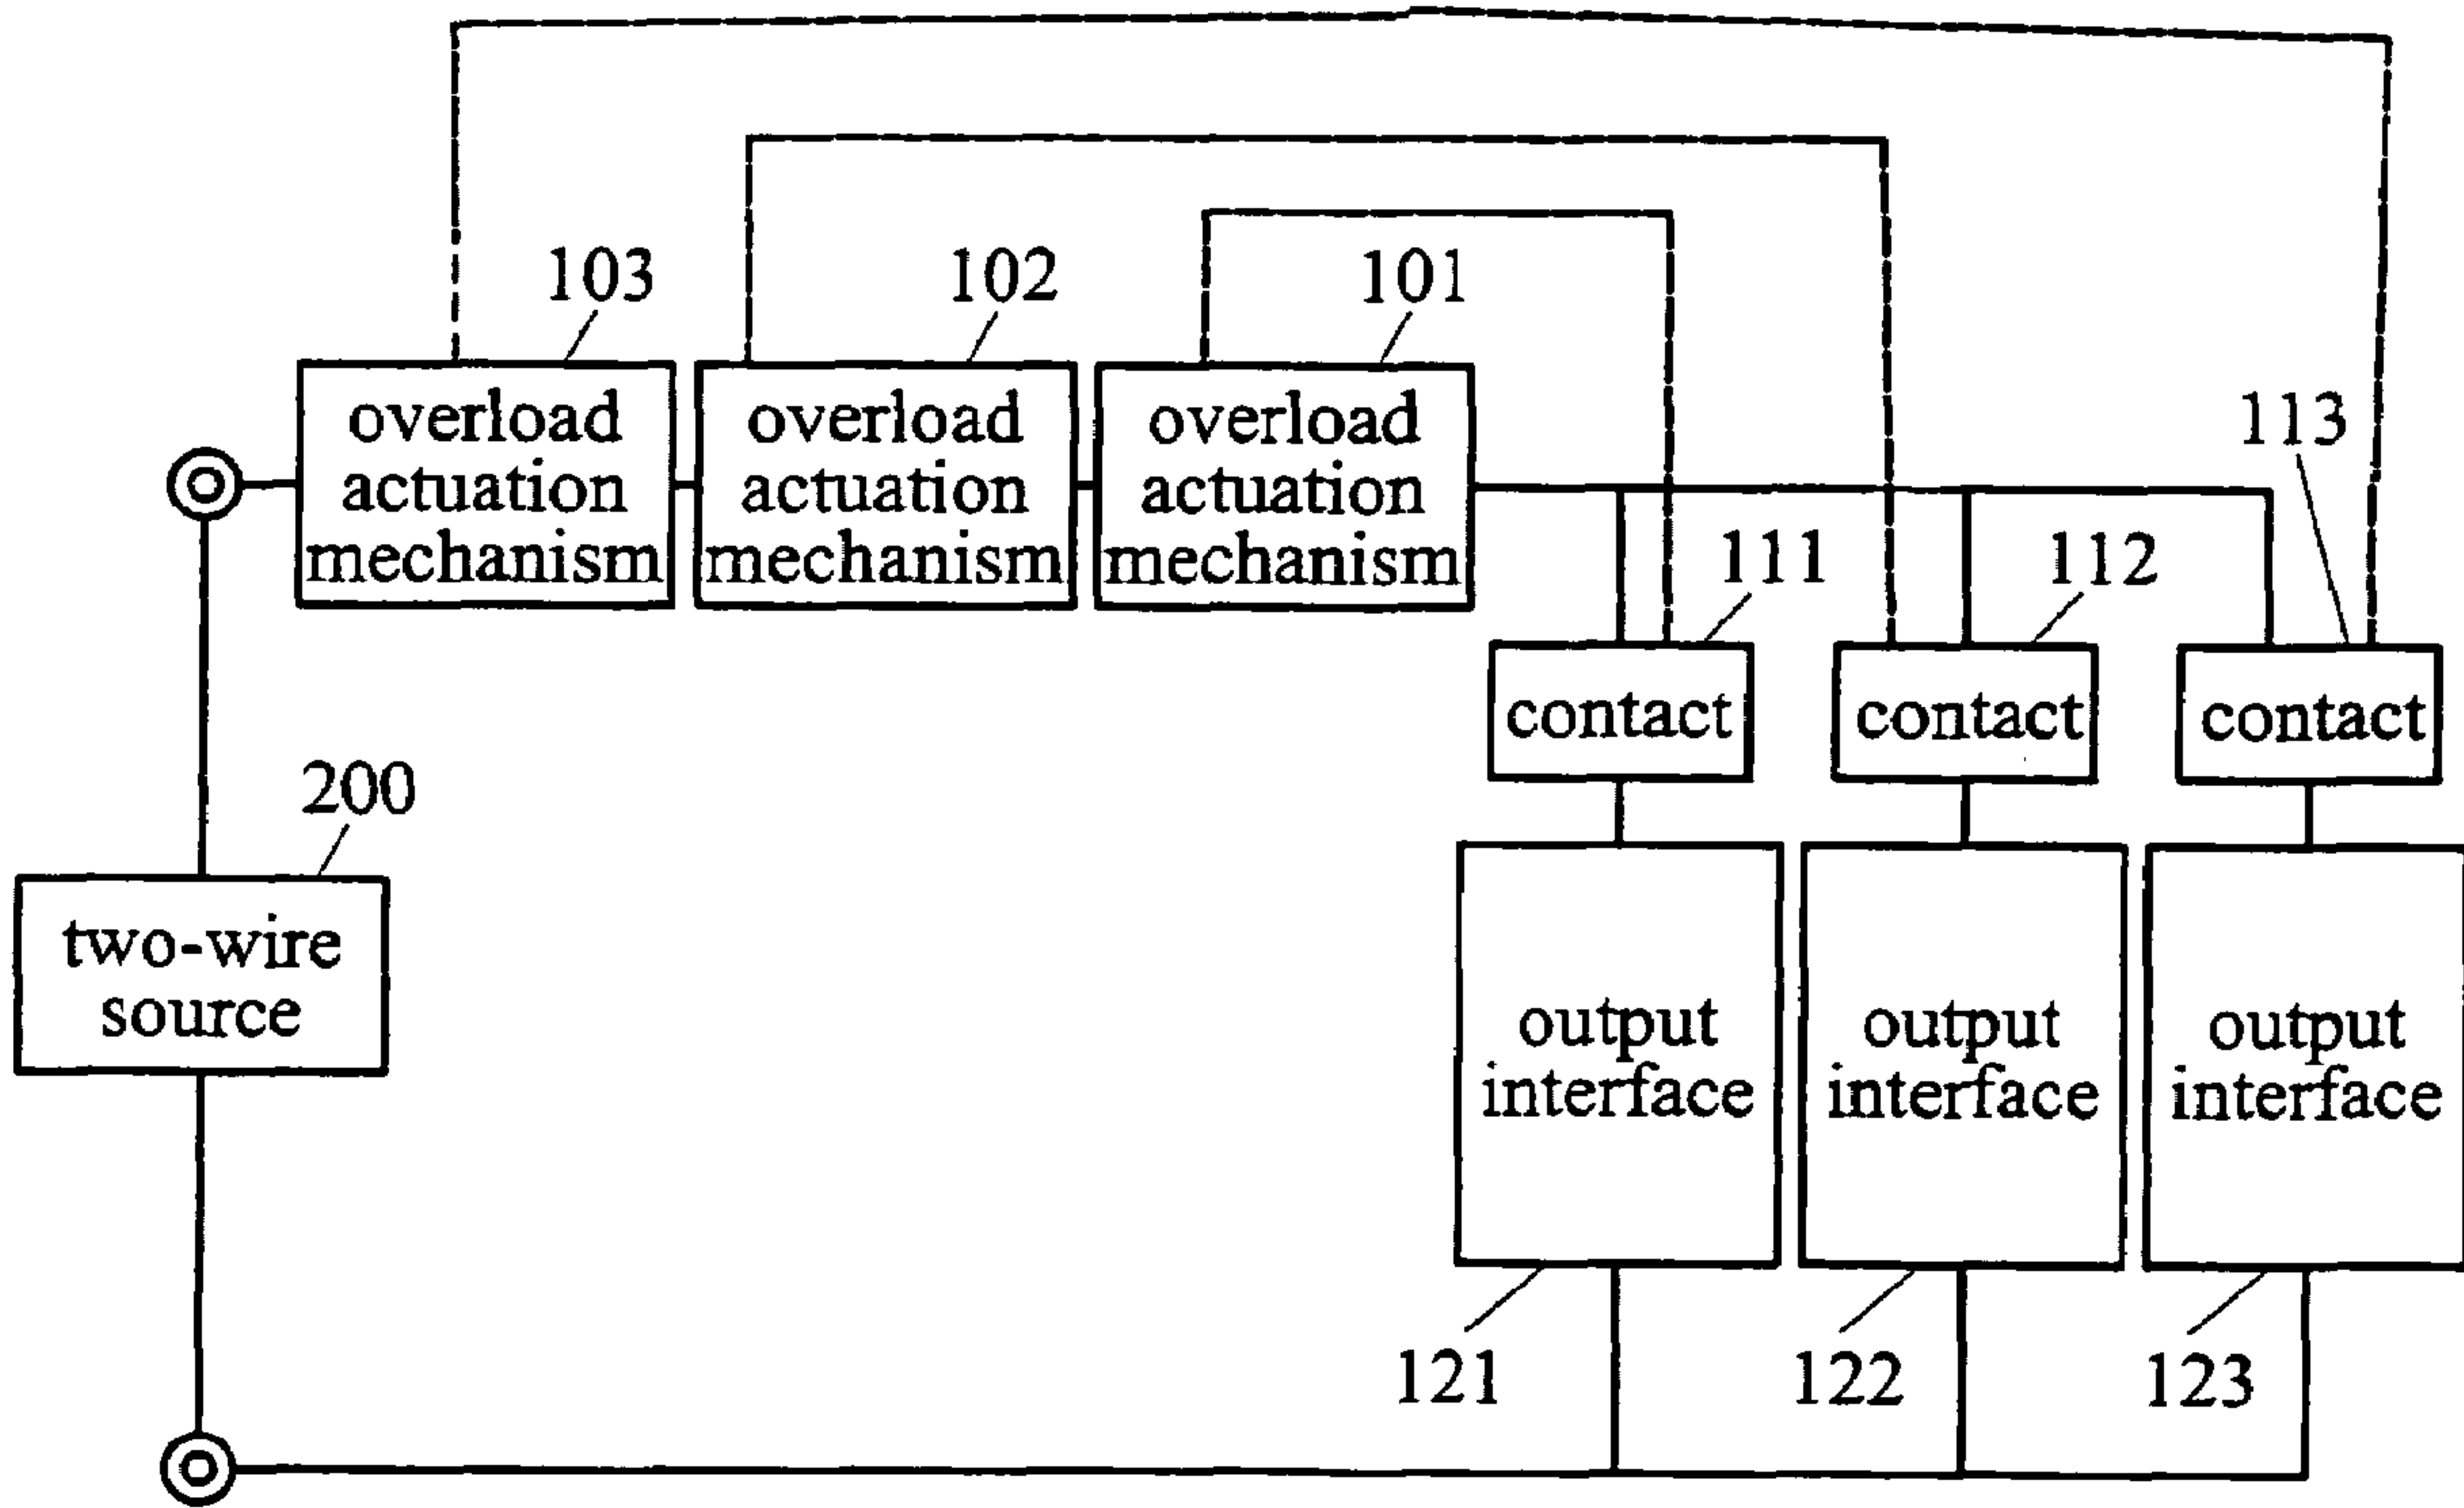 103
102
101
overload
actuation
mechanism
overload
actuation
mechanism
overload
actuation
mechanism
113
111
112
contact
contact
contact
200
two-wire
source
output
interface
output
interface
output
interface
121
122
123